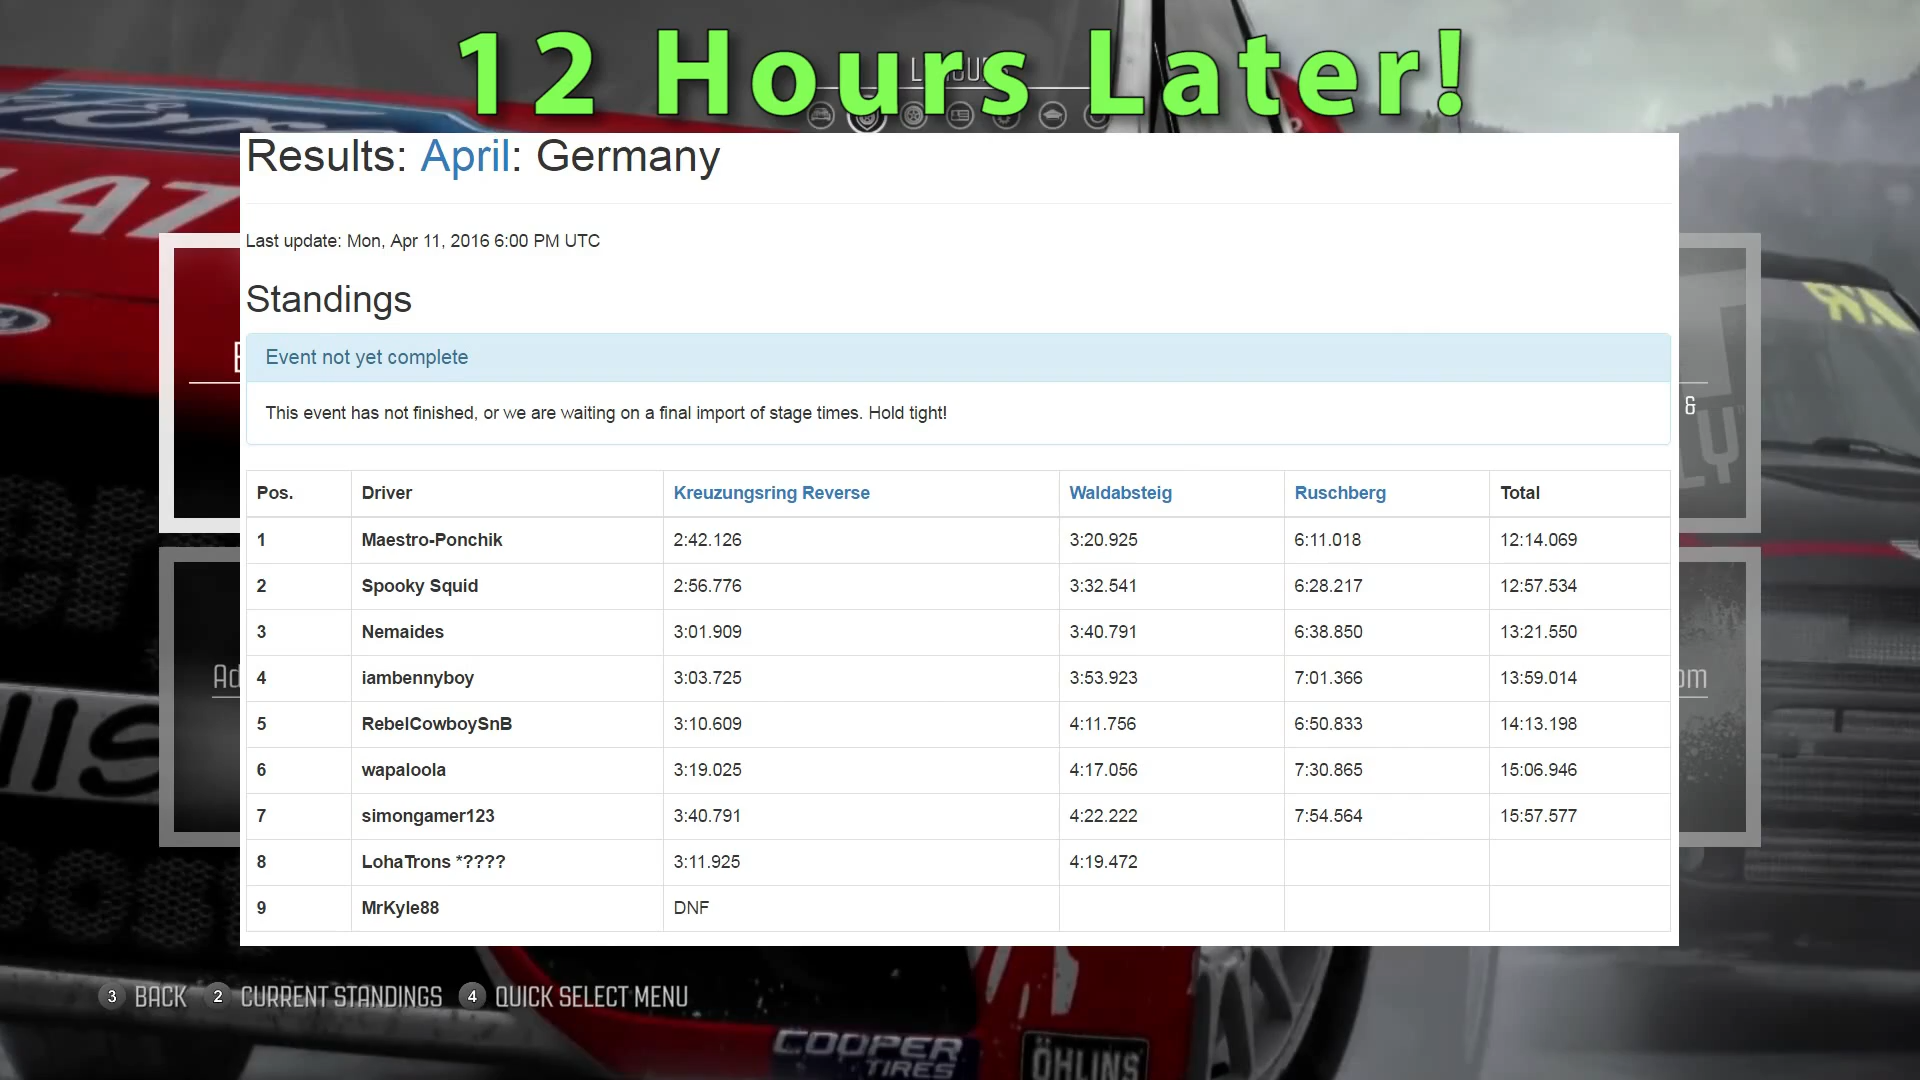 12 Hours Later!
Results: April: Germany
Last update: Mon, Apr 11, 2016 6:00 PM UTC
Standings
Event not yet complete
This event has not finished, or we are waiting on a final import of stage times. Hold tight!
&
Pos. Driver Kreuzungsring Reverse Waldabsteig Ruschberg Total
1 Maestro-Ponchik 2:42.126 3:20.925 6:11.018 12:14.069
2 Spooky Squid 2:56.776 3:32.541 6:28.217 12:57.534
3 Nemaides 3:01.909 3:40.791 6:38.850 13:21.550
4 iambennyboy 3:03.725 3:53.923 7:01.366 13:59.014
5 RebelCowboySnB 3:10.609 4:11.756 6:50.833 14:13.198
6 wapaloola 3:19.025 4:17.056 7:30.865 15:06.946
7 simongamer123 3:40.791 4:22.222 7:54.564 15:57.577
8 LohaTrons *???? 3:11.925 4:19.472
9 MrKyle88 DNF
3 BACK 2 CURRENT STANDINGS 4 QUICK SELECT MENU
COOPER
TIRES
ÖHLINS